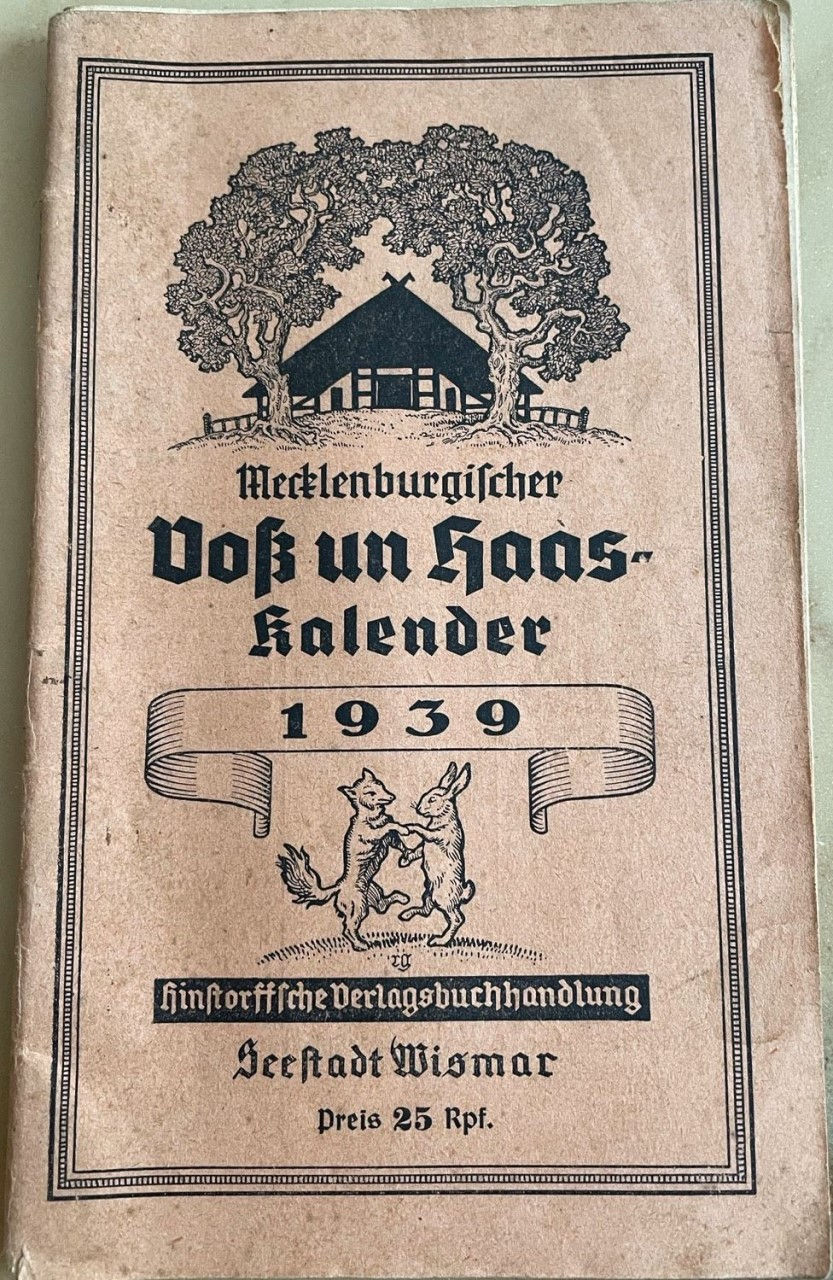 Mecklenburgischer
Voß un Haas-
Kalender
1939
Hinstorffsche Verlagsbuchhandlung
Seestadt Wismar
Preis 25 Rpf.